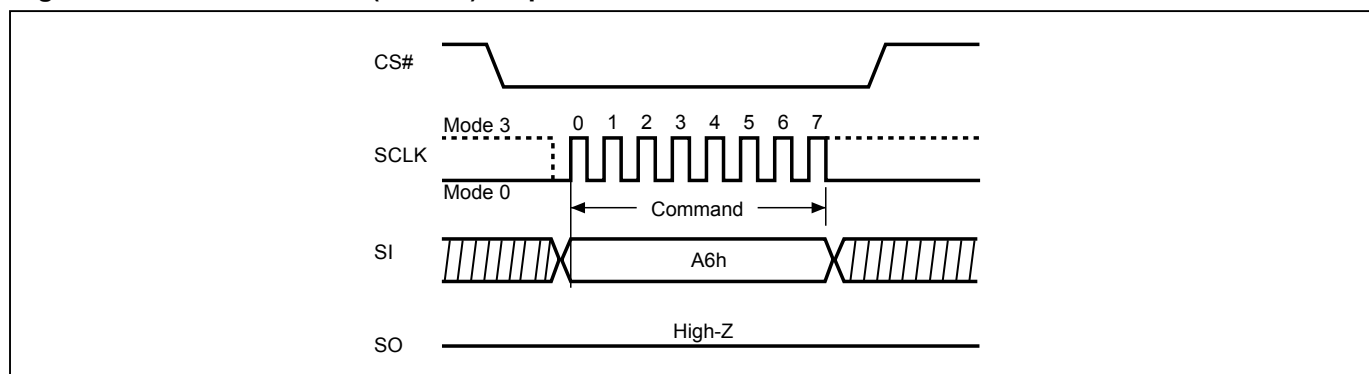 CS#
Mode 3
0 1 2 3 4 5 6 7
SCLK
Mode 0
Command
SI
A6h
High-Z
SO